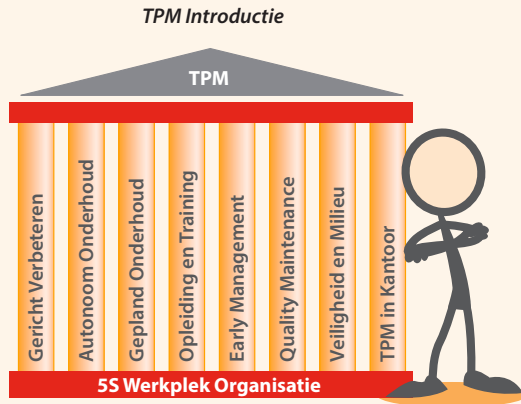 TPM Introductie
TPM
Gericht Verbeteren
Autonoom Onderhoud
Gepland Onderhoud
Opleiding en Training
Early Management
Quality Maintenance
Veiligheid en Milieu
TPM in Kantoor
5S Werkplek Organisatie